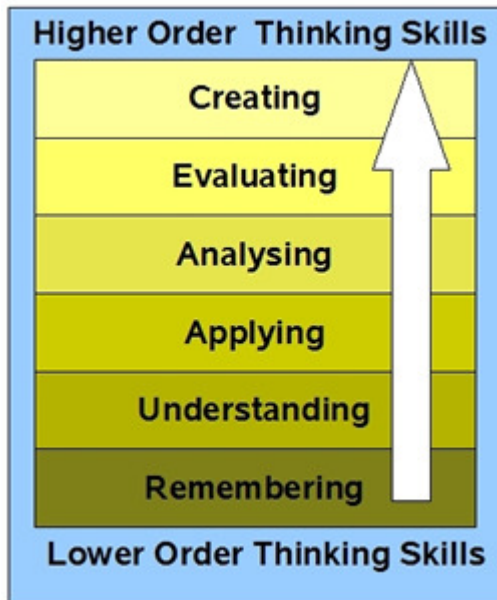 Higher Order Thinking Skills
Creating
Evaluating
Analysing
Applying
Understanding
Remembering
Lower Order Thinking Skills